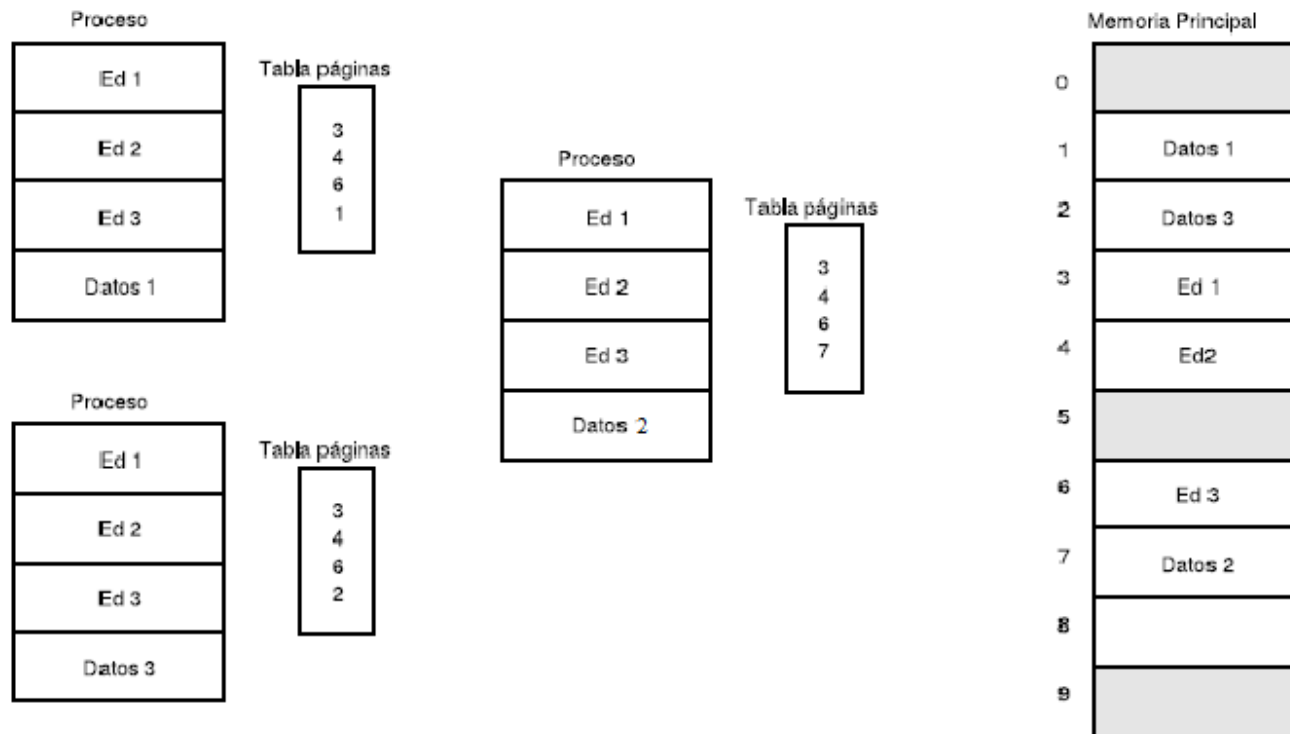 Proceso
Ed 1
Ed 2
Ed 3
Datos 1
Tabla páginas
3
4
6
1
Proceso
Ed 1
Ed 2
Ed 3
Datos 3
Tabla páginas
3
4
6
2
Proceso
Ed 1
Ed 2
Ed 3
Datos 2
Tabla páginas
3
4
6
7
Memoria Principal
0
1 Datos 1
2 Datos 3
3 Ed 1
4 Ed2
5
6 Ed 3
7 Datos 2
8
9